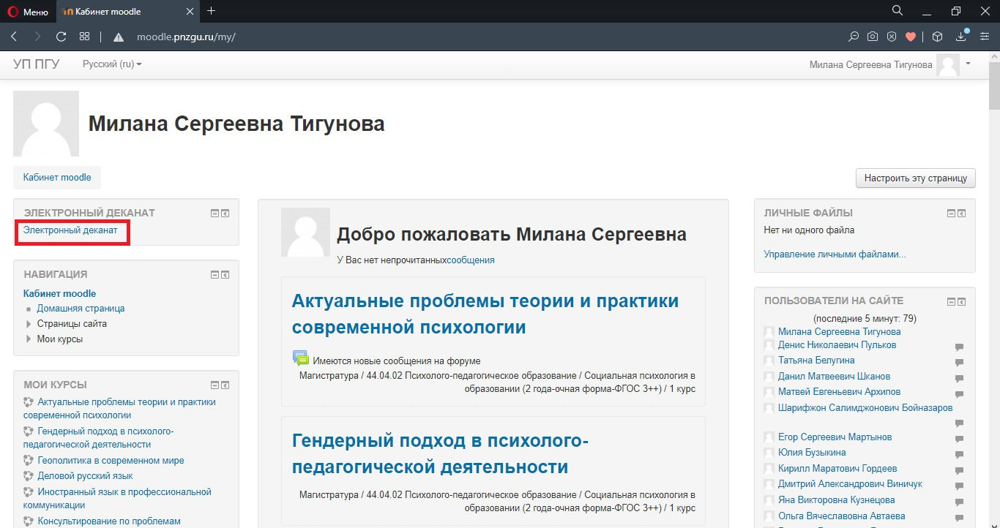 Меню
Кабинет moodle
moodle.pnzgu.ru/my/
УП ПГУ
Русский (ru)
Милана Сергеевна Тигунова
Милана Сергеевна Тигунова
Кабинет moodle
Настроить эту страницу
ЭЛЕКТРОННЫЙ ДЕКАНАТ
Электронный деканат
НАВИГАЦИЯ
Кабинет moodle
Домашняя страница
Страницы сайта
Мои курсы
МОИ КУРСЫ
Актуальные проблемы теории и практики
современной психологии
Гендерный подход в психолого-
педагогической деятельности
Геополитика в современном мире
Деловой русский язык
Иностранный язык в профессиональной
коммуникации
Консультирование по проблемам
Добро пожаловать Милана Сергеевна
У Вас нет непрочитанныхсообщения
Актуальные проблемы теории и практики
современной психологии
Имеются новые сообщения на форуме
Магистратура / 44.04.02 Психолого-педагогическое образование / Социальная психология в
образовании (2 года-очная форма-ФГОС 3++) / 1 курс
Гендерный подход в психолого-
педагогической деятельности
Магистратура / 44.04.02 Психолого-педагогическое образование / Социальная психология в
образовании (2 года-очная форма-ФГОС 3++) / 1 курс
ЛИЧНЫЕ ФАЙЛЫ
Нет ни одного файла
Управление личными файлами...
ПОЛЬЗОВАТЕЛИ НА САЙТЕ
(последние 5 минут: 79)
Милана Сергеевна Тигунова
Денис Николаевич Пульков
Татьяна Белугина
Данил Матвеевич Шканов
Матвей Евгеньевич Архипов
Шарифжон Салимджонович Бойназаров
Егор Сергеевич Мартынов
Юлия Бузыкина
Кирилл Маратович Гордеев
Дмитрий Александрович Виничук
Яна Викторовна Кузнецова
Ольга Вячеславовна Автаева